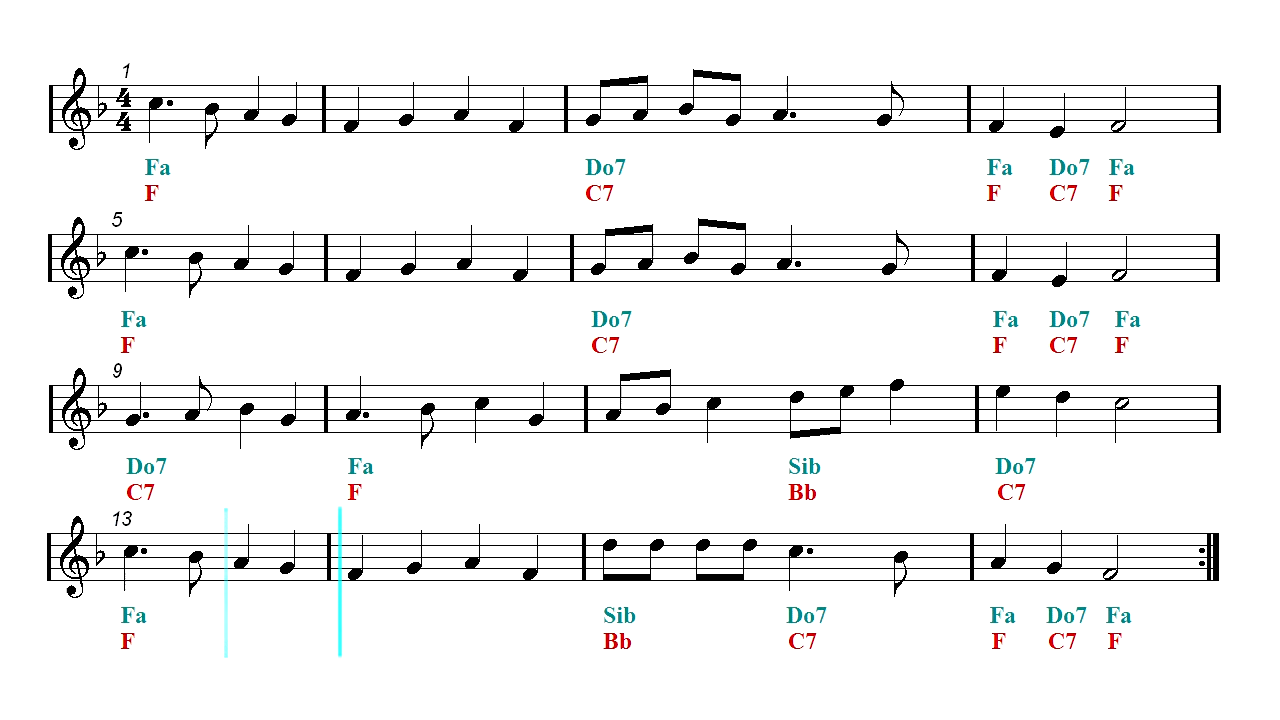 1
4
4
Fa Do7 Fa Do7 Fa
F C7 F C7 F
5
Fa Do7 Fa Do7 Fa
F C7 F C7 F
9
Do7 Fa Sib Do7
C7 F Bb C7
13
Fa Sib Do7 Fa Do7 Fa
F Bb C7 F C7 F